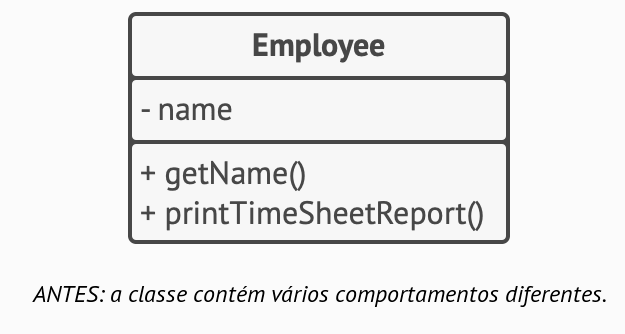 Employee
- name
+ getName()
+ printTimeSheetReport()
ANTES: a classe contém vários comportamentos diferentes.